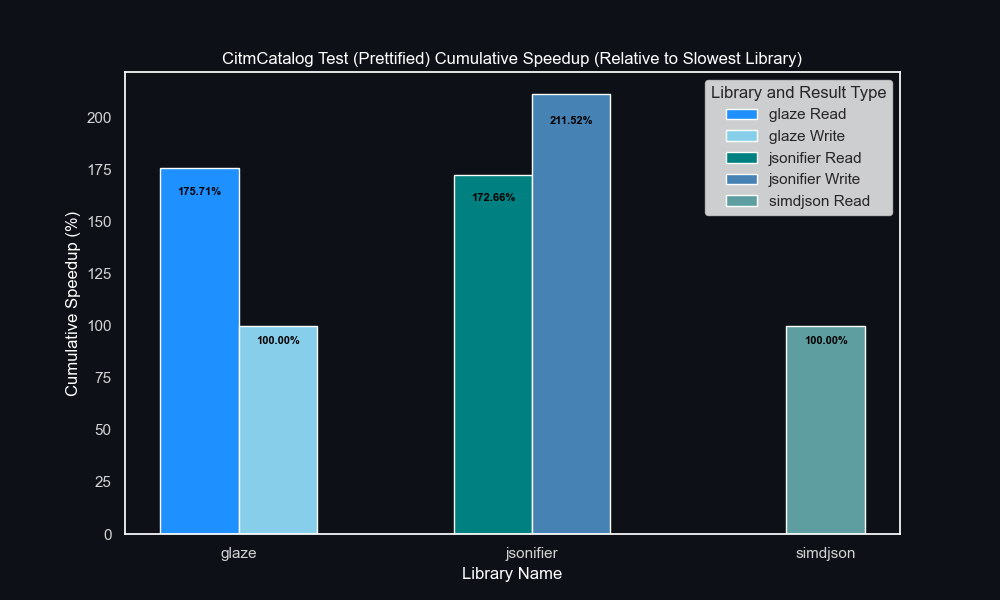 CitmCatalog Test (Prettified) Cumulative Speedup (Relative to Slowest Library)
Library and Result Type
glaze Read
glaze Write
jsonifier Read
jsonifier Write
simdjson Read
Cumulative Speedup (%)
200
175
150
125
100
75
50
25
0
175.71%
100.00%
172.66%
211.52%
100.00%
glaze
jsonifier
simdjson
Library Name